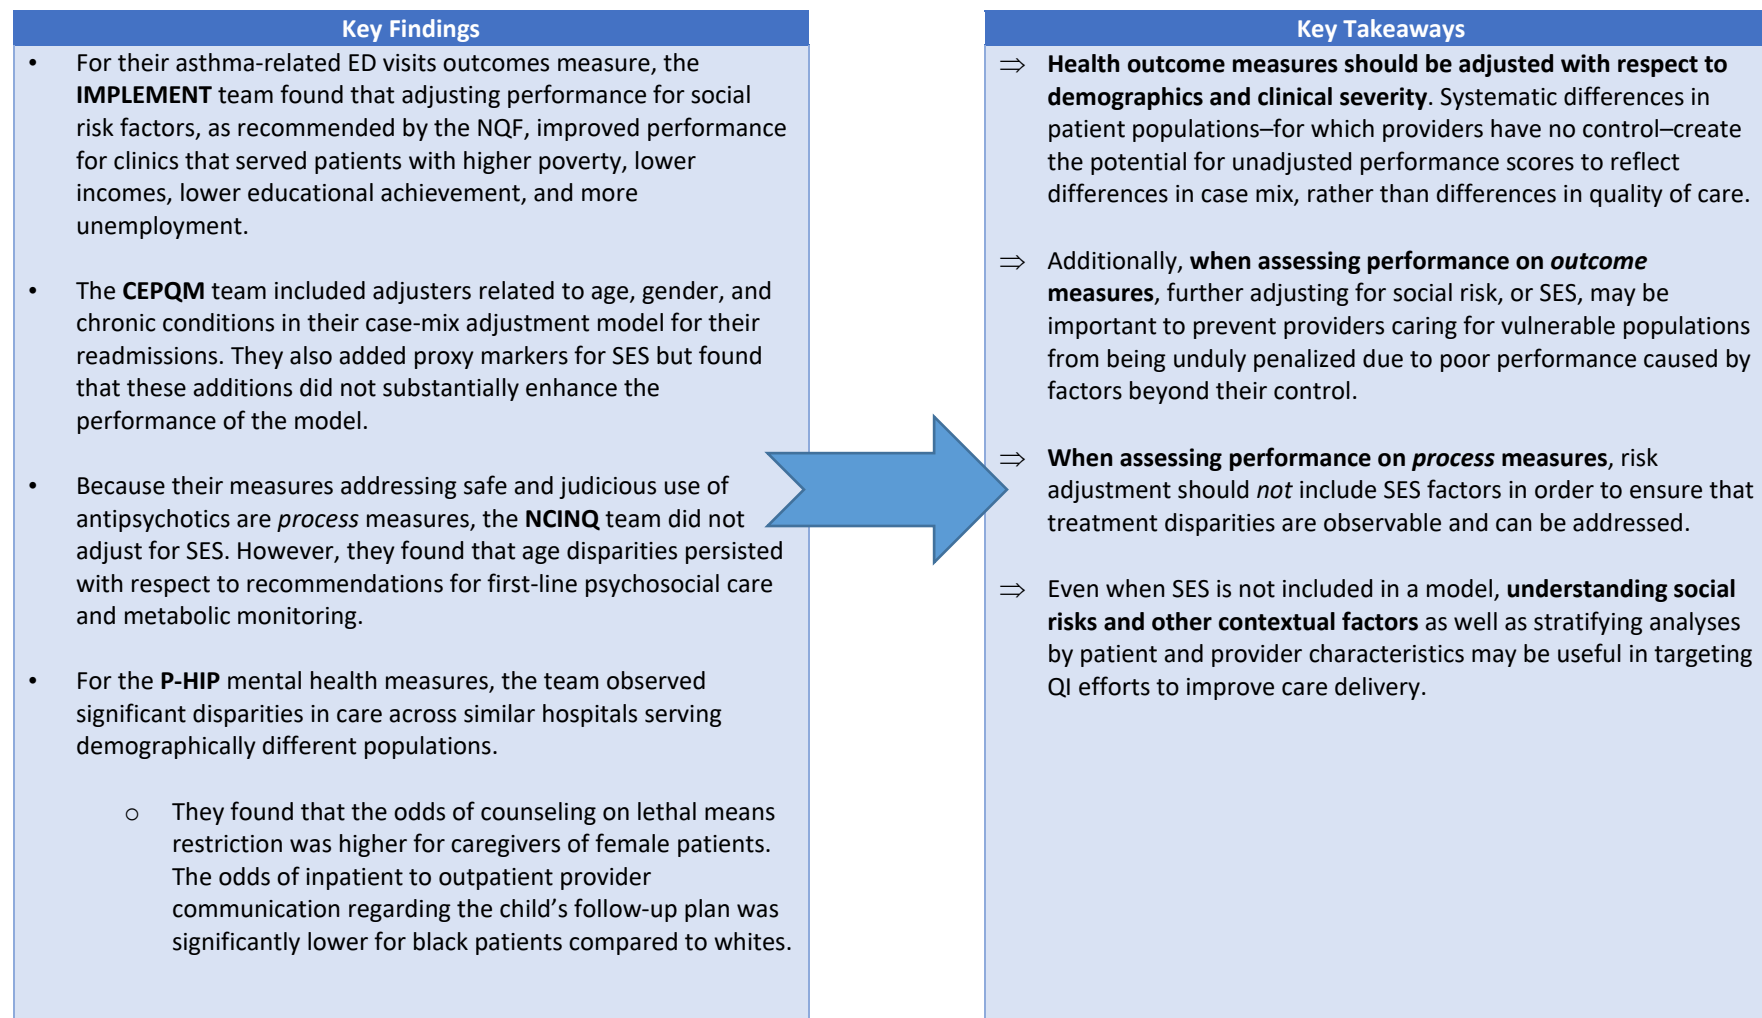 Key Findings
• For their asthma-related ED visits outcomes measure, the
IMPLEMENT team found that adjusting performance for social
risk factors, as recommended by the NQF, improved performance
for clinics that served patients with higher poverty, lower
incomes, lower educational achievement, and more
unemployment.
• The CEPQM team included adjusters related to age, gender, and
chronic conditions in their case-mix adjustment model for their
readmissions. They also added proxy markers for SES but found
that these additions did not substantially enhance the
performance of the model.
• Because their measures addressing safe and judicious use of
antipsychotics are process measures, the NCINQ team did not
adjust for SES. However, they found that age disparities persisted
with respect to recommendations for first-line psychosocial care
and metabolic monitoring.
• For the P-HIP mental health measures, the team observed
significant disparities in care across similar hospitals serving
demographically different populations.
o They found that the odds of counseling on lethal means
restriction was higher for caregivers of female patients.
The odds of inpatient to outpatient provider
communication regarding the child’s follow-up plan was
significantly lower for black patients compared to whites.
Key Takeaways
⇒ Health outcome measures should be adjusted with respect to
demographics and clinical severity. Systematic differences in
patient populations–for which providers have no control–create
the potential for unadjusted performance scores to reflect
differences in case mix, rather than differences in quality of care.
⇒ Additionally, when assessing performance on outcome
measures, further adjusting for social risk, or SES, may be
important to prevent providers caring for vulnerable populations
from being unduly penalized due to poor performance caused by
factors beyond their control.
⇒ When assessing performance on process measures, risk
adjustment should not include SES factors in order to ensure that
treatment disparities are observable and can be addressed.
⇒ Even when SES is not included in a model, understanding social
risks and other contextual factors as well as stratifying analyses
by patient and provider characteristics may be useful in targeting
QI efforts to improve care delivery.